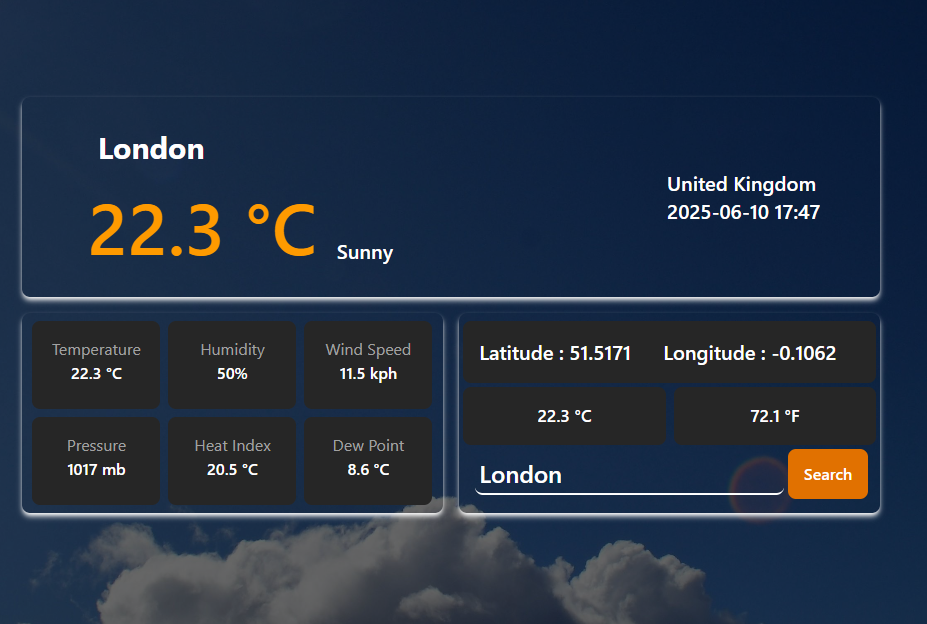 London
22.3 °C Sunny
United Kingdom
2025-06-10 17:47
Temperature
22.3 °C
Humidity
50%
Wind Speed
11.5 kph
Pressure
1017 mb
Heat Index
20.5 °C
Dew Point
8.6 °C
Latitude : 51.5171 Longitude : -0.1062
22.3 °C
72.1 °F
London
Search